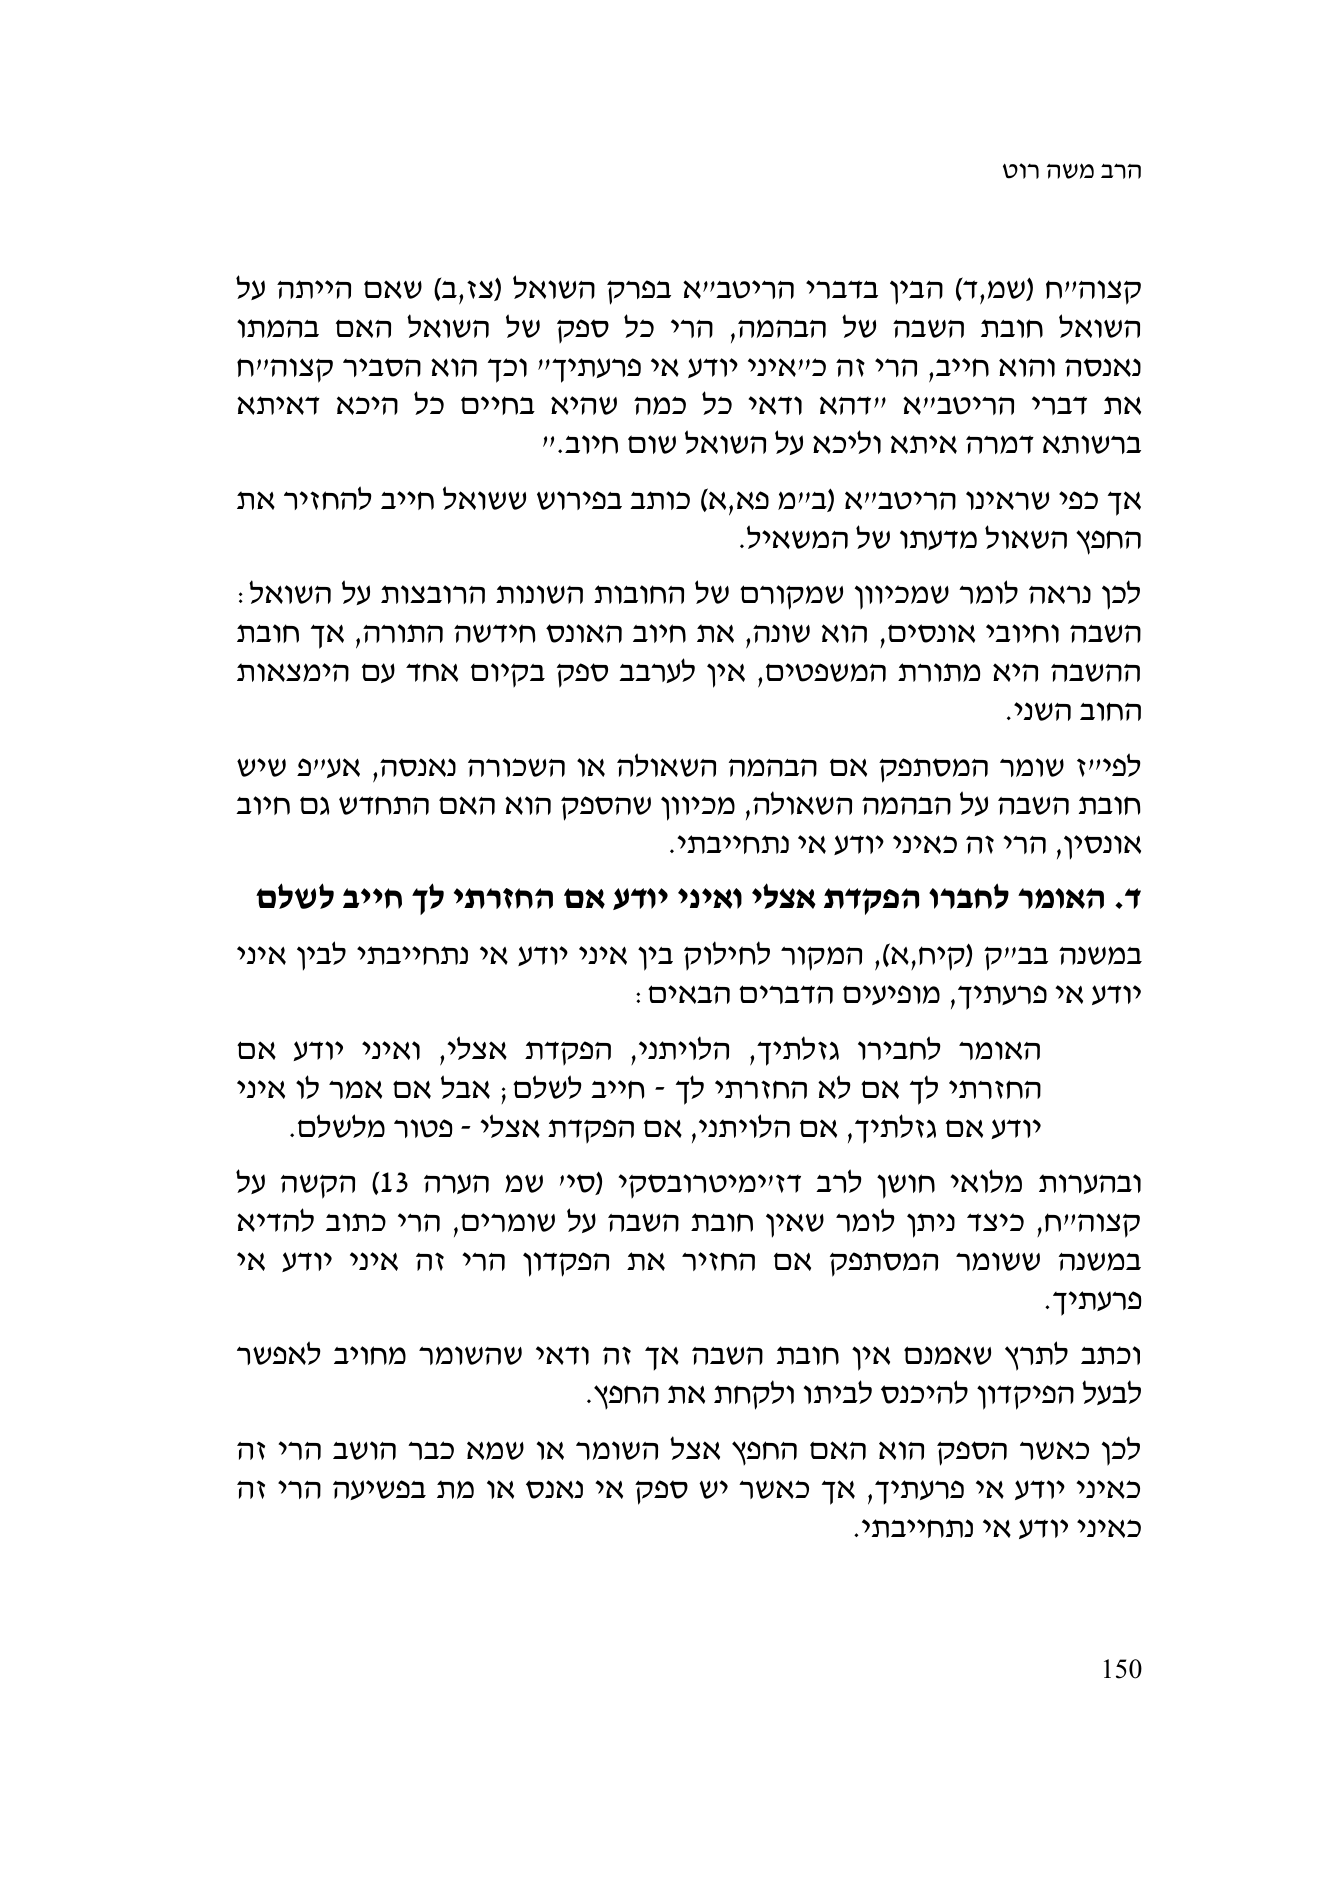 הרב משה רוט
קצוה״ח (שמ,ד) הבין בדברי הריטב״א בפרק השואל (צז,ב) שאם הייתה על
השואל חובת השבה של הבהמה, הרי כל ספק של השואל האם בהמתו
נאנסה והוא חייב, הרי זה כ״איני יודע אי פרעתיך״ וכך הוא הסביר קצוה״ח
את דברי הריטב״א ״דהא ודאי כל כמה שהיא בחיים כל היכא דאיתא
ברשותא דמרה איתא וליכא על השואל שום חיוב.״
אך כפי שראינו הריטב״א (ב״מ פא,א) כותב בפירוש ששואל חייב להחזיר את
החפץ השאול מדעתו של המשאיל.
לכן נראה לומר שמכיוון שמקורם של החובות השונות הרובצות על השואל:
השבה וחיובי אונסים, הוא שונה, את חיוב האונס חידשה התורה, אך חובת
ההשבה היא מתורת המשפטים, אין לערבב ספק בקיום אחד עם הימצאות
החוב השני.
לפי״ז שומר המסתפק אם הבהמה השאולה או השכורה נאנסה, אע״פ שיש
חובת השבה על הבהמה השאולה, מכיוון שהספק הוא האם התחדש גם חיוב
אונסין, הרי זה כאיני יודע אי נתחייבתי.
ד. האומר לחברו הפקדת אצלי ואיני יודע אם החזרתי לך חייב לשלם
במשנה בב״ק (קיח,א), המקור לחילוק בין איני יודע אי נתחייבתי לבין איני
יודע אי פרעתיך, מופיעים הדברים הבאים:
האומר לחבירו גזלתיך, הלויתני, הפקדת אצלי, ואיני יודע אם
החזרתי לך אם לא החזרתי לך - חייב לשלם; אבל אם אמר לו איני
יודע אם גזלתיך, אם הלויתני, אם הפקדת אצלי - פטור מלשלם.
ובהערות מלואי חושן לרב דז׳ימיטרובסקי (סי׳ שמ הערה 13) הקשה על
קצוה״ח, כיצד ניתן לומר שאין חובת השבה על שומרים, הרי כתוב להדיא
במשנה ששומר המסתפק אם החזיר את הפקדון הרי זה איני יודע אי
פרעתיך.
וכתב לתרץ שאמנם אין חובת השבה אך זה ודאי שהשומר מחויב לאפשר
לבעל הפיקדון להיכנס לביתו ולקחת את החפץ.
לכן כאשר הספק הוא האם החפץ אצל השומר או שמא כבר הושב הרי זה
כאיני יודע אי פרעתיך, אך כאשר יש ספק אי נאנס או מת בפשיעה הרי זה
כאיני יודע אי נתחייבתי.
150